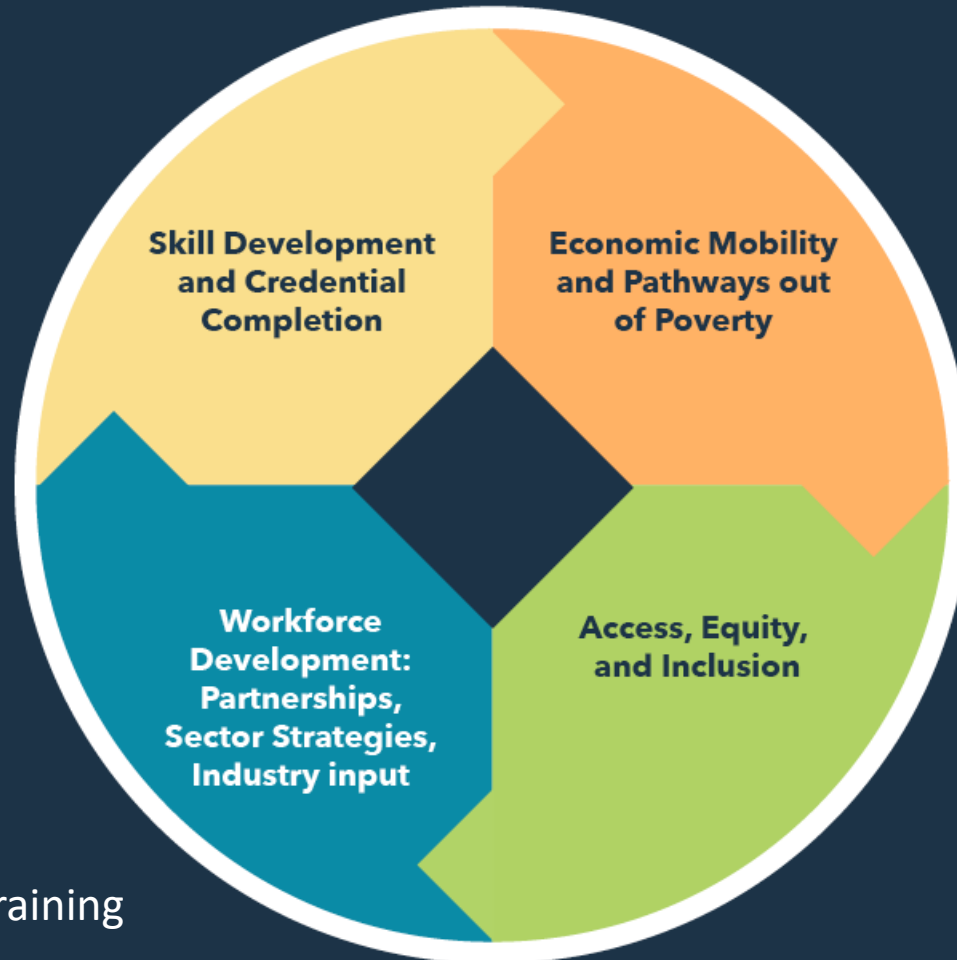 Skill Development
and Credential
Completion
Economic Mobility
and Pathways out
of Poverty
Workforce
Development:
Partnerships,
Sector Strategies,
Industry input
Access, Equity,
and Inclusion
raining